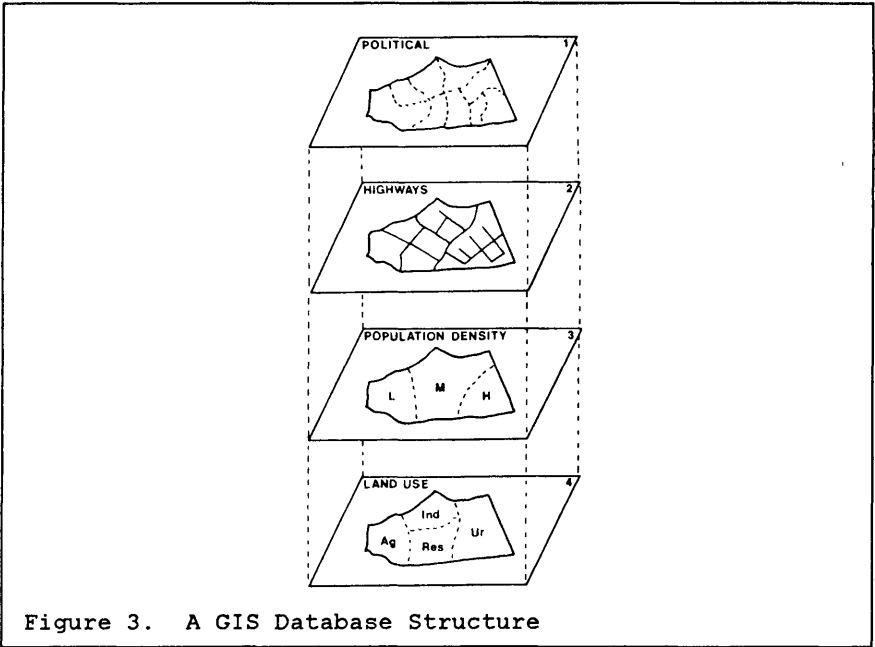 POLITICAL 1
HIGHWAYS 2
POPULATION DENSITY 3
L M H
LAND USE 4
Ind
Ag Res Ur
Figure 3. A GIS Database Structure